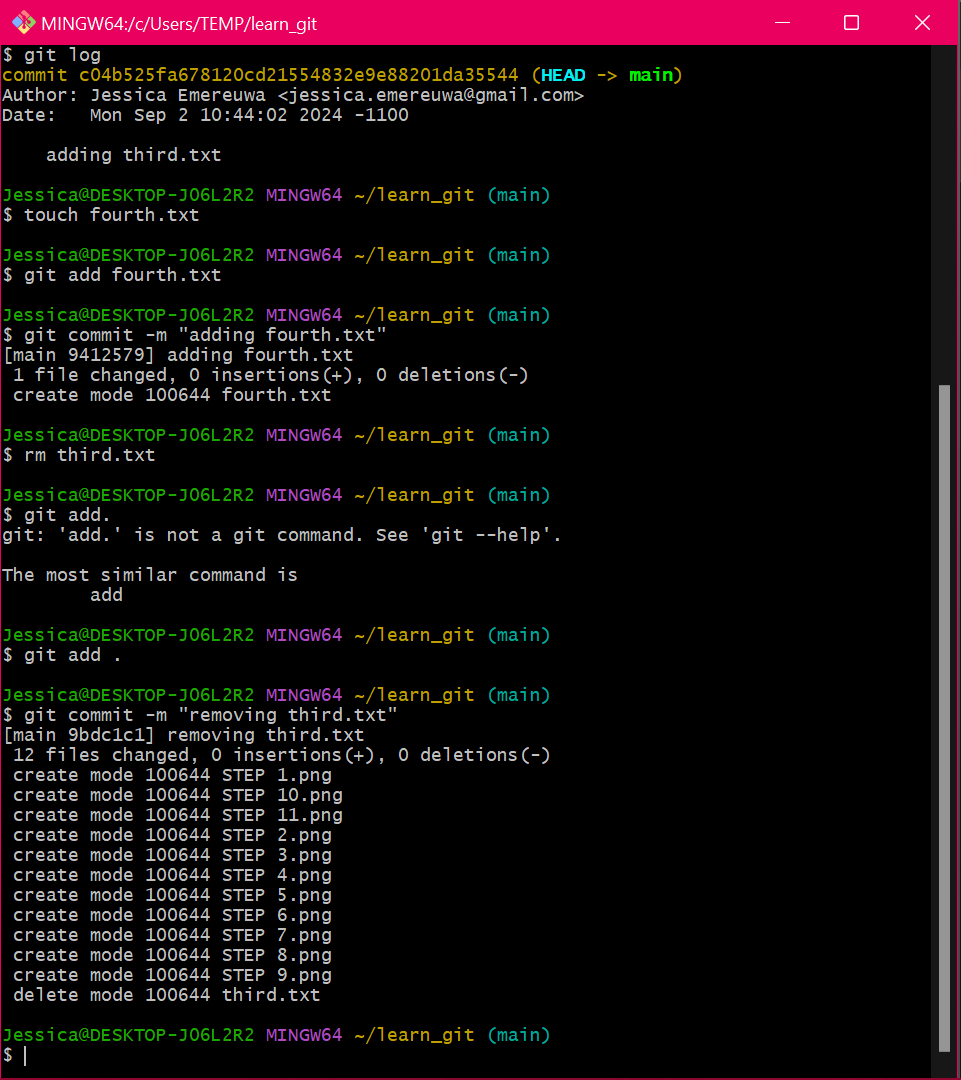 MINGW64:/c/Users/TEMP/learn_git
$ git log
commit c04b525fa678120cd21554832e9e88201da35544 (HEAD -> main)
Author: Jessica Emereuwa <jessica.emereuwa@gmail.com>
Date:   Mon Sep 2 10:44:02 2024 -1100
    adding third.txt
Jessica@DESKTOP-J06L2R2 MINGW64 ~/learn_git (main)
$ touch fourth.txt
Jessica@DESKTOP-J06L2R2 MINGW64 ~/learn_git (main)
$ git add fourth.txt
Jessica@DESKTOP-J06L2R2 MINGW64 ~/learn_git (main)
$ git commit -m "adding fourth.txt"
[main 9412579] adding fourth.txt
 1 file changed, 0 insertions(+), 0 deletions(-)
 create mode 100644 fourth.txt
Jessica@DESKTOP-J06L2R2 MINGW64 ~/learn_git (main)
$ rm third.txt
Jessica@DESKTOP-J06L2R2 MINGW64 ~/learn_git (main)
$ git add.
git: 'add.' is not a git command. See 'git --help'.
The most similar command is
        add
Jessica@DESKTOP-J06L2R2 MINGW64 ~/learn_git (main)
$ git add .
Jessica@DESKTOP-J06L2R2 MINGW64 ~/learn_git (main)
$ git commit -m "removing third.txt"
[main 9bdc1c1] removing third.txt
 12 files changed, 0 insertions(+), 0 deletions(-)
 create mode 100644 STEP 1.png
 create mode 100644 STEP 10.png
 create mode 100644 STEP 11.png
 create mode 100644 STEP 2.png
 create mode 100644 STEP 3.png
 create mode 100644 STEP 4.png
 create mode 100644 STEP 5.png
 create mode 100644 STEP 6.png
 create mode 100644 STEP 7.png
 create mode 100644 STEP 8.png
 create mode 100644 STEP 9.png
 delete mode 100644 third.txt
Jessica@DESKTOP-J06L2R2 MINGW64 ~/learn_git (main)
$